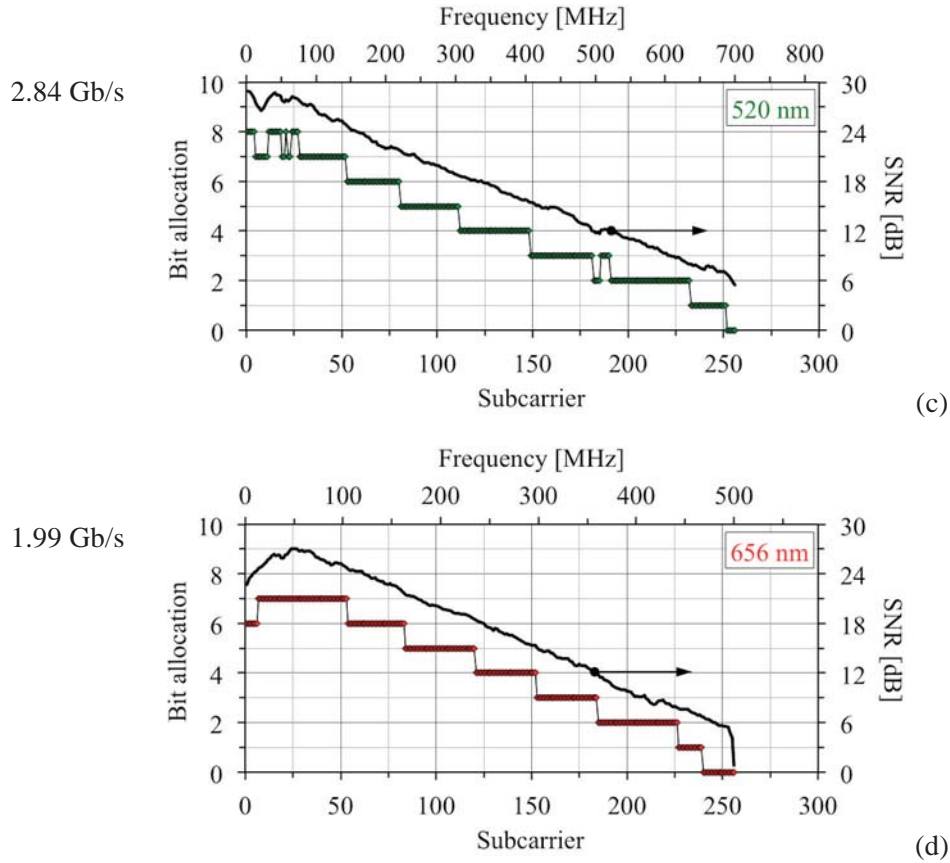 Frequency [MHz]
0 100 200 300 400 500 600 700 800
2.84 Gb/s
10 8 6 4 2 0
Bit allocation
520 nm
30 24 18 12 6 0
SNR [dB]
0 50 100 150 200 250 300
Subcarrier
(c)
Frequency [MHz]
0 100 200 300 400 500
1.99 Gb/s
10 8 6 4 2 0
Bit allocation
656 nm
30 24 18 12 6 0
SNR [dB]
0 50 100 150 200 250 300
Subcarrier
(d)